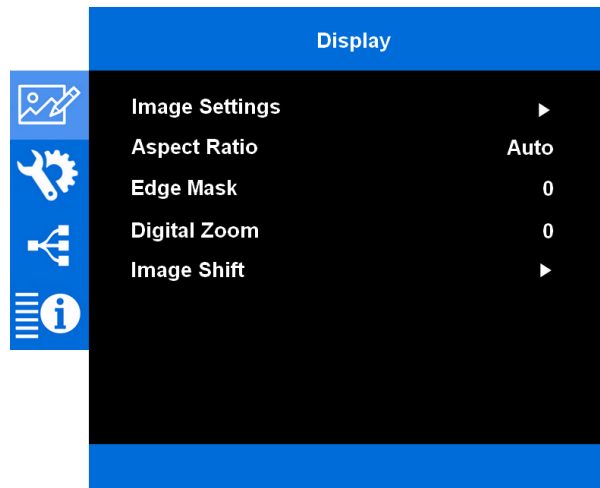 Display
Image Settings
Aspect Ratio Auto
Edge Mask 0
Digital Zoom 0
Image Shift